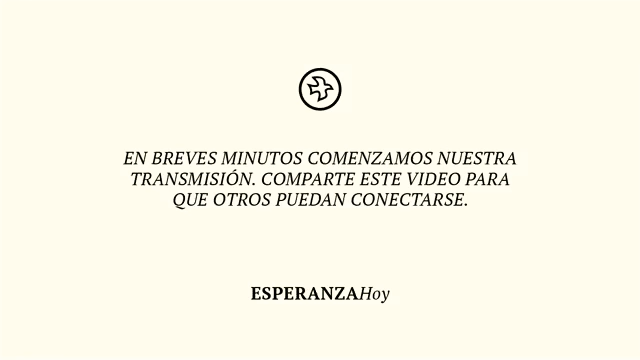 EN BREVES MINUTOS COMENZAMOS NUESTRA
TRANSMISIÓN. COMPARTE ESTE VIDEO PARA
QUE OTROS PUEDAN CONECTARSE.
ESPERANZAHoy